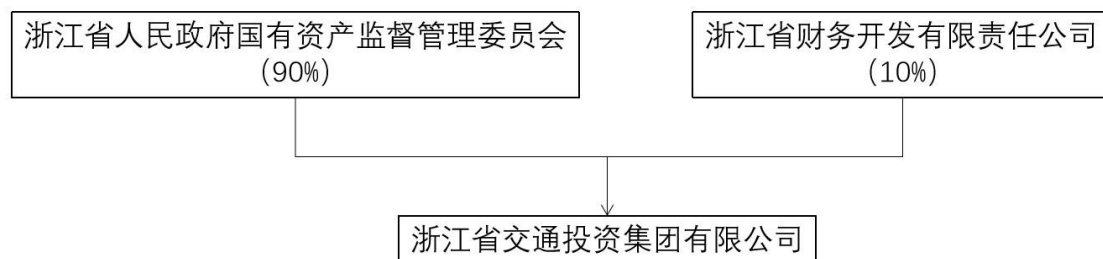 浙江省人民政府国有资产监督管理委员会
(90%)
浙江省财务开发有限责任公司
(10%)
浙江省交通投资集团有限公司